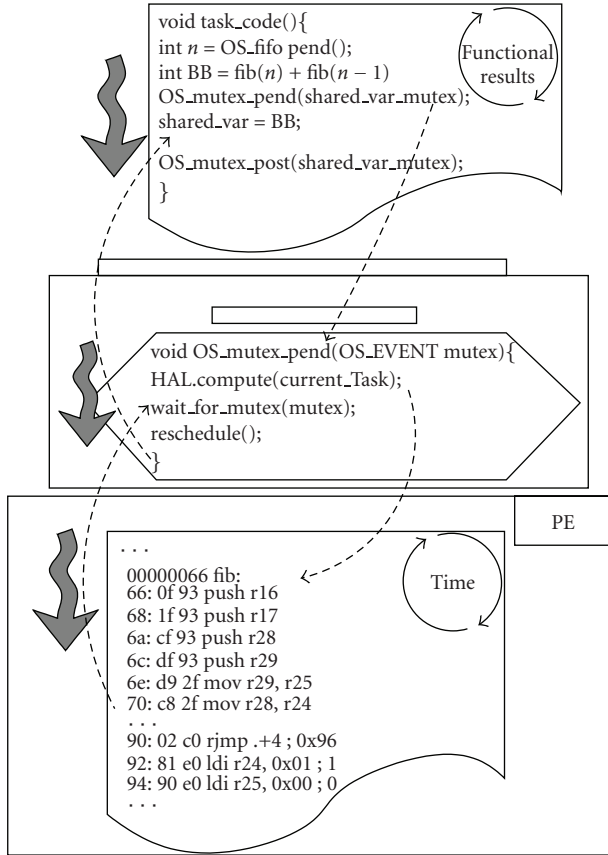 void task_code(){
int n = OS_fifo pend();
int BB = fib(n) + fib(n − 1)
OS_mutex_pend(shared_var_mutex);
shared_var = BB;
OS_mutex_post(shared_var_mutex);
}
Functional
results
void OS_mutex_pend(OS_EVENT mutex){
HAL.compute(current_Task);
wait_for_mutex(mutex);
reschedule();
}
PE
. . .
00000066 fib:
66: 0f 93 push r16
68: 1f 93 push r17
6a: cf 93 push r28
6c: df 93 push r29
6e: d9 2f mov r29, r25
70: c8 2f mov r28, r24
. . .
90: 02 c0 rjmp .+4 ; 0x96
92: 81 e0 ldi r24, 0x01 ; 1
94: 90 e0 ldi r25, 0x00 ; 0
. . .
Time